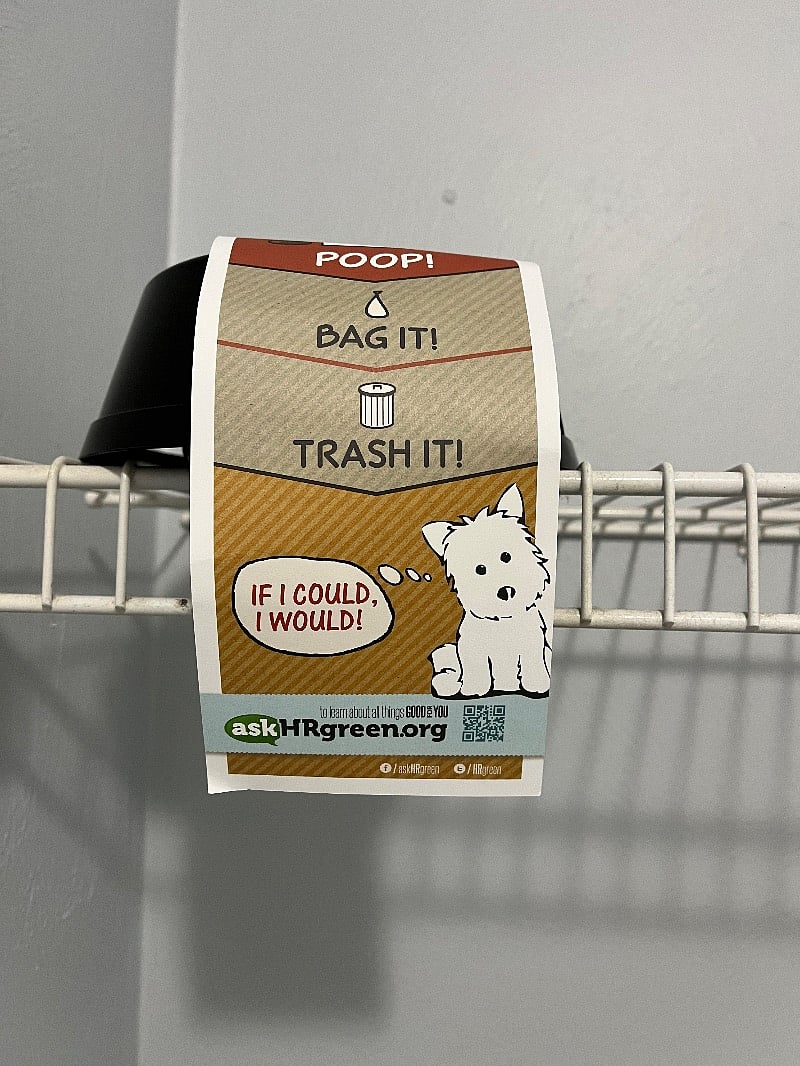 POOP!
BAG IT!
TRASH IT!
IF I COULD,
I WOULD!
to learn about all things GOOD FOR YOU
askHRgreen.org
/askHRgreen /HRgreen